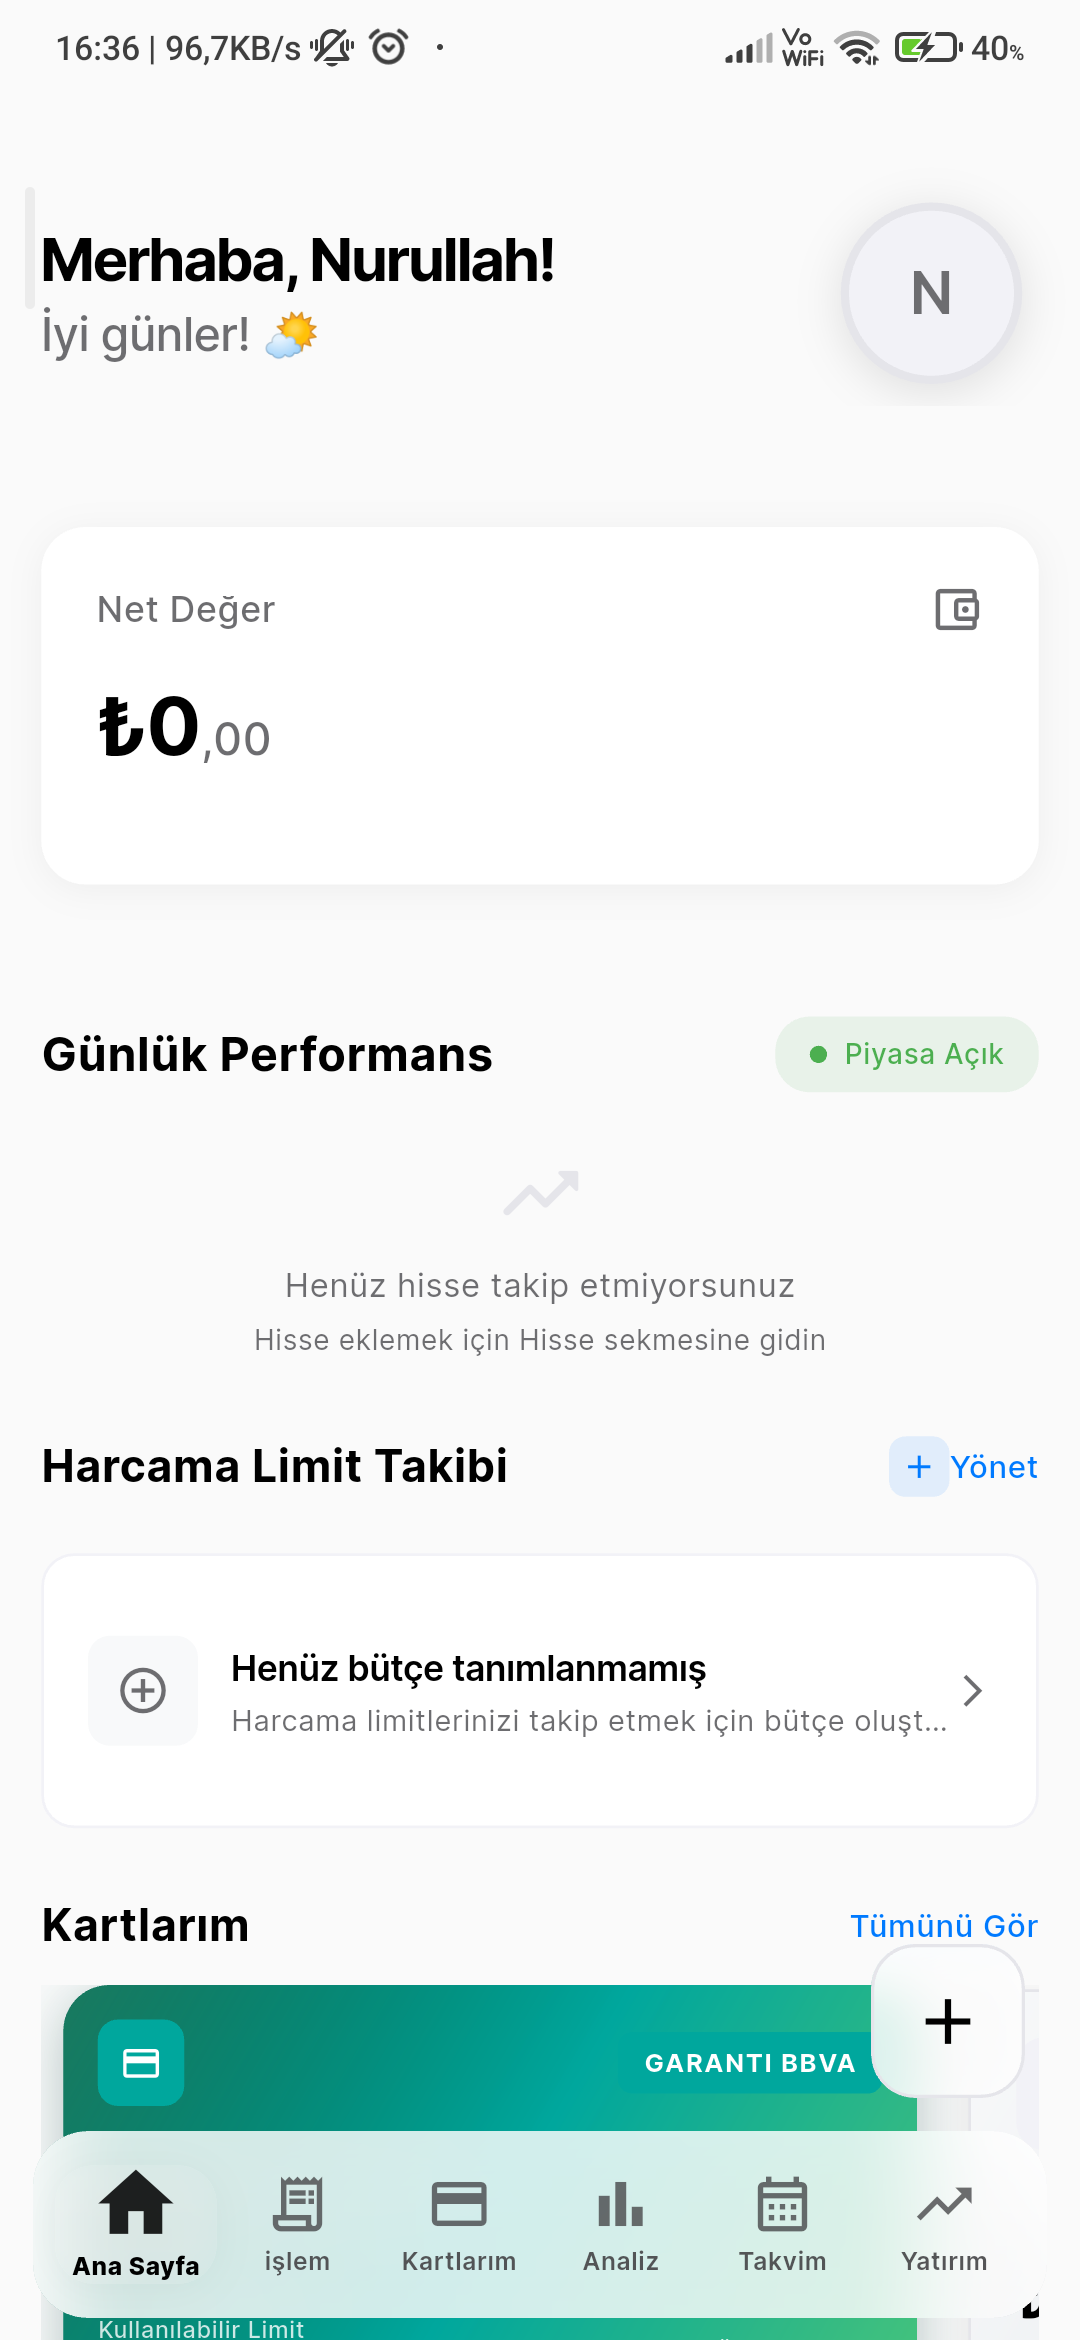 16:36 | 96,7KB/s
Vo WiFi
40%
Merhaba, Nurullah!
İyi günler!
N
Net Değer
₺0,00
Günlük Performans
Piyasa Açık
Henüz hisse takip etmiyorsunuz
Hisse eklemek için Hisse sekmesine gidin
Harcama Limit Takibi
+ Yönet
Henüz bütçe tanımlanmamış
Harcama limitlerinizi takip etmek için bütçe oluşt...
Kartlarım
Tümünü Gör
GARANTI BBVA
Ana Sayfa
işlem
Kartlarım
Analiz
Takvim
Yatırım
Kullanılabilir Limit